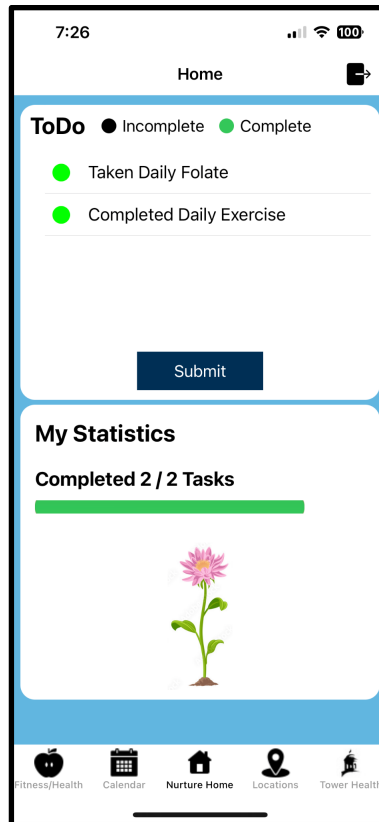 7:26
100
Home
ToDo Incomplete Complete
Taken Daily Folate
Completed Daily Exercise
Submit
My Statistics
Completed 2 / 2 Tasks
Fitness/Health Calendar Nurture Home Locations Tower Health